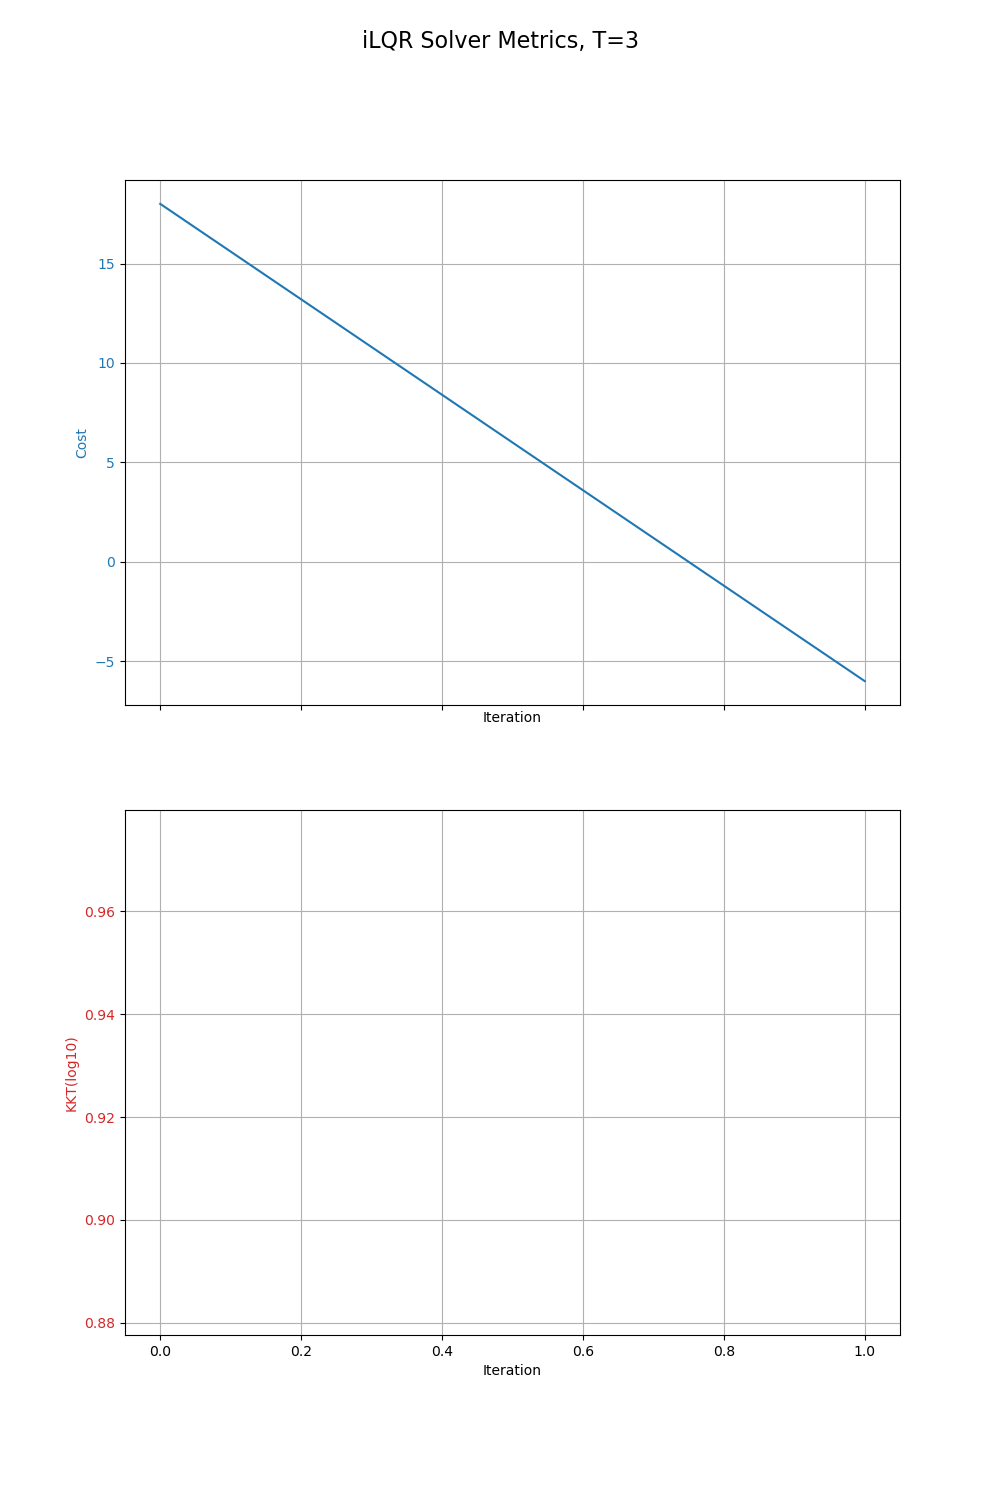 iLQR Solver Metrics, T=3
15
10
5
0
−5
Cost
Iteration
0.96
0.94
0.92
0.90
0.88
KKT(log10)
0.0 0.2 0.4 0.6 0.8 1.0
Iteration